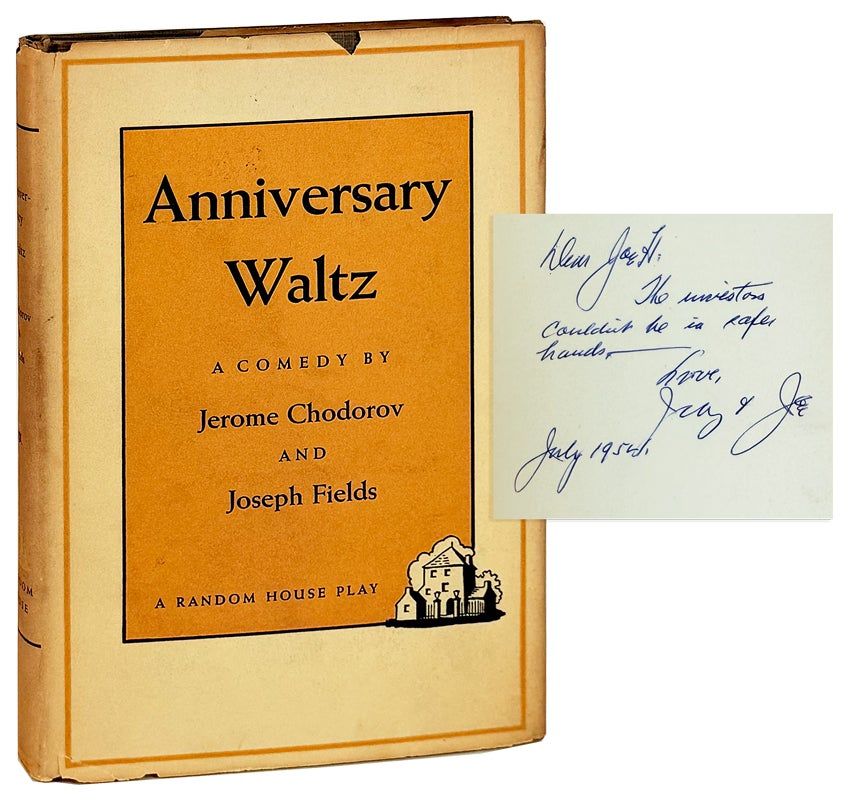 Anniversary
Waltz
A COMEDY BY
Jerome Chodorov
AND
Joseph Fields
A RANDOM HOUSE PLAY
Dear Joe H:
The investors
couldn't be in safer
hands—
Love,
Jerry & Joe
July 1954.